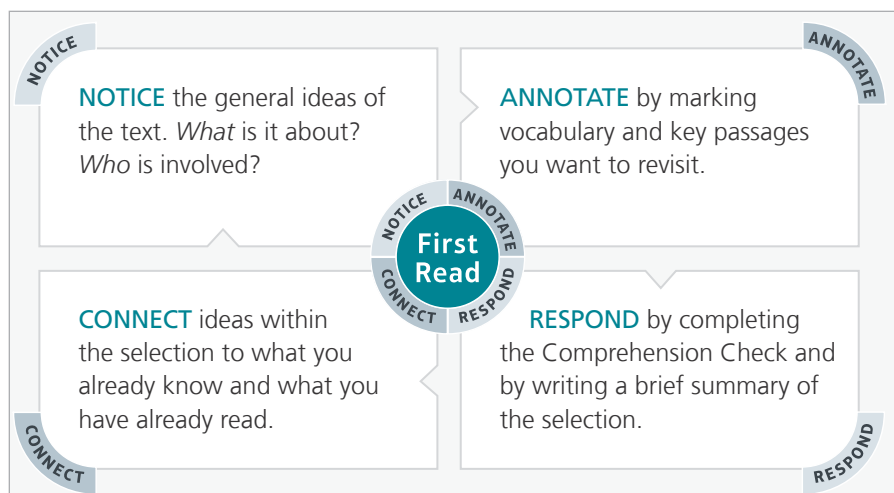 NOTICE
NOTICE the general ideas of
the text. What is it about?
Who is involved?
ANNOTATE
ANNOTATE by marking
vocabulary and key passages
you want to revisit.
NOTICE
ANNOTATE
First
Read
CONNECT
RESPOND
CONNECT ideas within
the selection to what you
already know and what you
have already read.
CONNECT
RESPOND by completing
the Comprehension Check and
by writing a brief summary of
the selection.
RESPOND